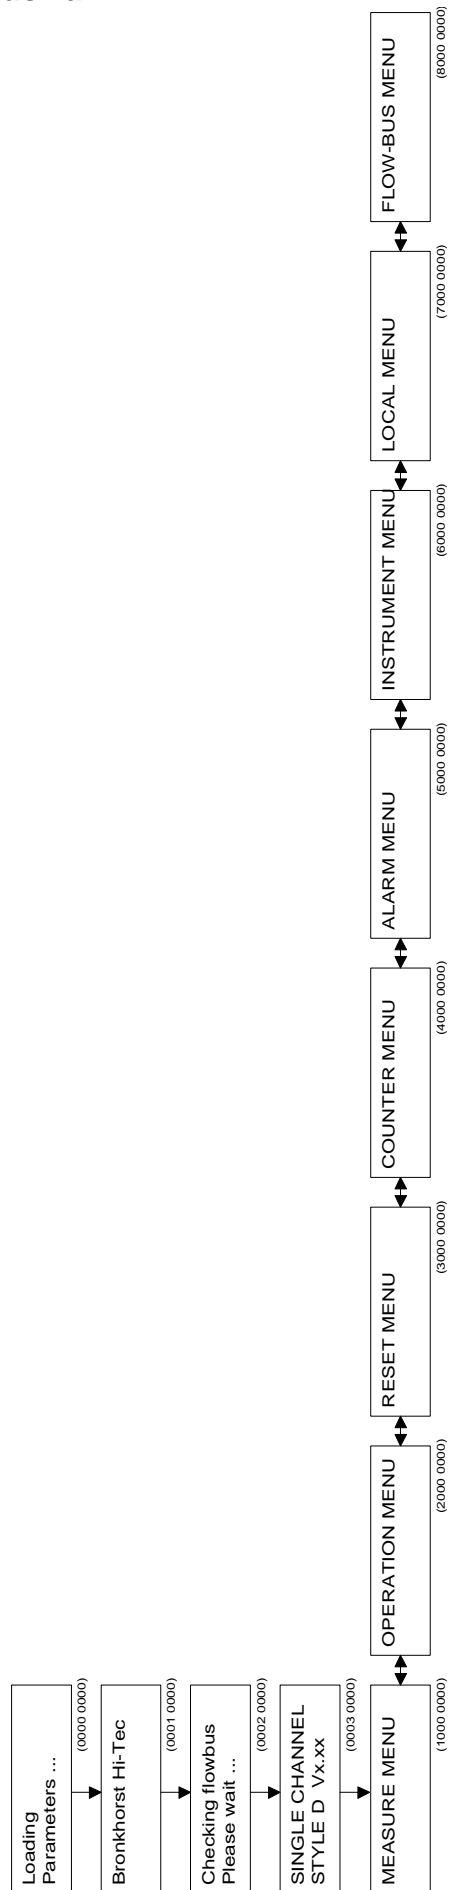 Loading
Parameters ...
(0000 0000)
Bronkhorst Hi-Tec
(0001 0000)
Checking flowbus
Please wait ...
(0002 0000)
SINGLE CHANNEL
STYLE D Vx.xx
(0003 0000)
MEASURE MENU
(1000 0000)
OPERATION MENU
(2000 0000)
RESET MENU
(3000 0000)
COUNTER MENU
(4000 0000)
ALARM MENU
(5000 0000)
INSTRUMENT MENU
(6000 0000)
LOCAL MENU
(7000 0000)
FLOW-BUS MENU
(8000 0000)